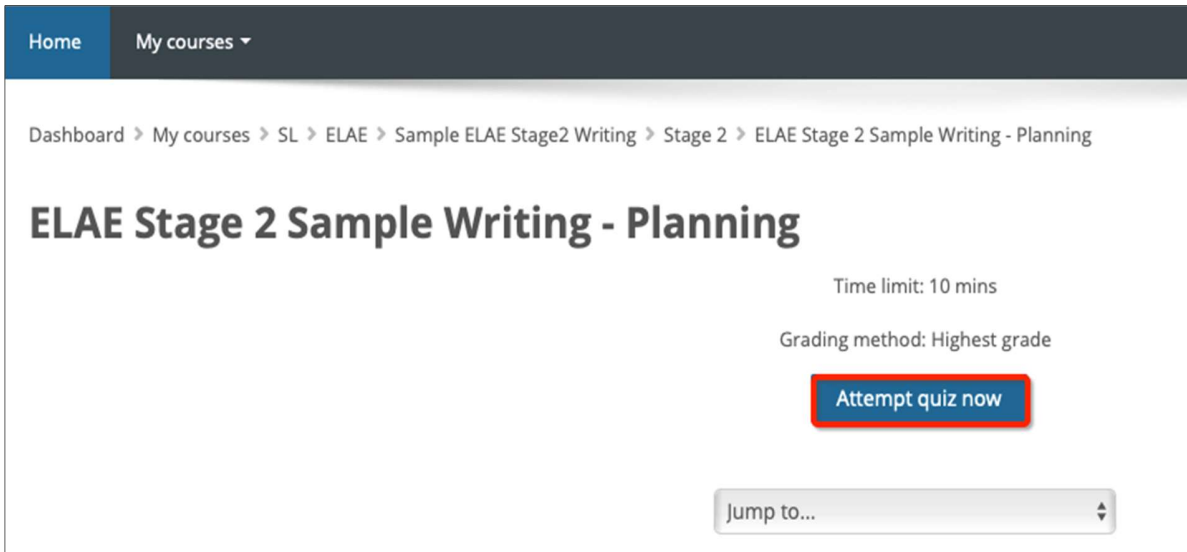 Home My courses
Dashboard > My courses > SL > ELAE > Sample ELAE Stage2 Writing > Stage 2 > ELAE Stage 2 Sample Writing - Planning
ELAE Stage 2 Sample Writing - Planning
Time limit: 10 mins
Grading method: Highest grade
Attempt quiz now
Jump to...